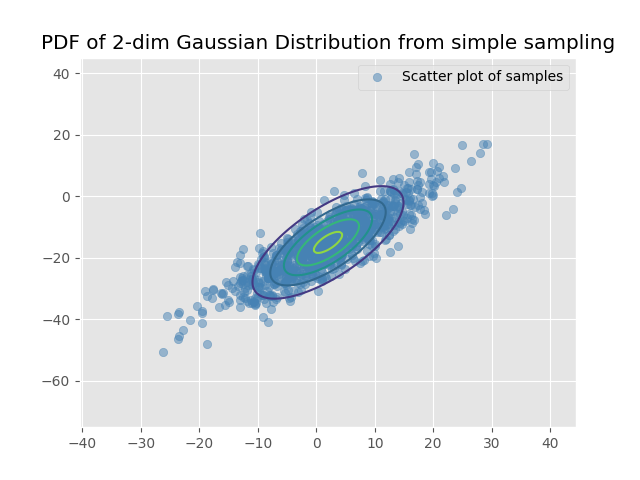 PDF of 2-dim Gaussian Distribution from simple sampling
Scatter plot of samples
40
20
0
−20
−40
−60
−40 −30 −20 −10 0 10 20 30 40